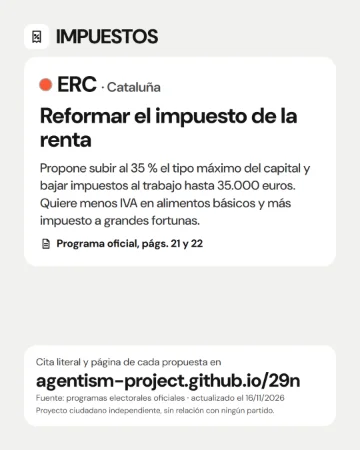 IMPUESTOS
ERC · Cataluña
Reformar el impuesto de la
renta
Propone subir al 35 % el tipo máximo del capital y
bajar impuestos al trabajo hasta 35.000 euros.
Quiere menos IVA en alimentos básicos y más
impuesto a grandes fortunas.
Programa oficial, págs. 21 y 22
Cita literal y página de cada propuesta en
agentism-project.github.io/29n
Fuente: programas electorales oficiales · actualizado el 16/11/2026
Proyecto ciudadano independiente, sin relación con ningún partido.